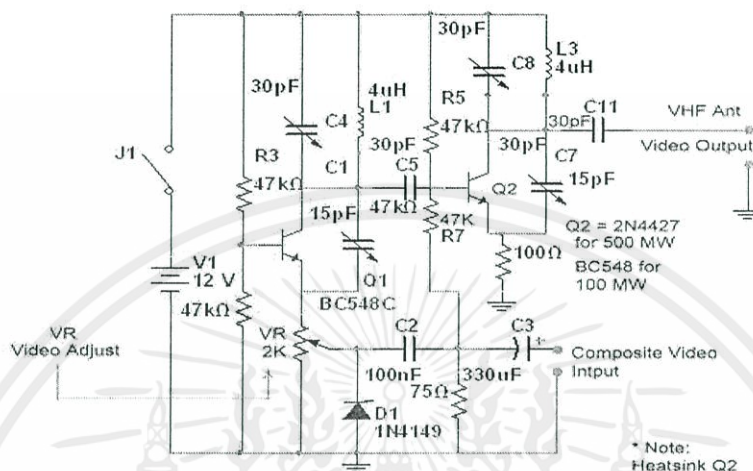 30pF
C8
L3
4uH
30pF
4uH
L1
C4
R5
47kΩ
C11
30pF
VHF Ant
Video Output
J1
R3
47kΩ
C1
30pF
C5
47kΩ
30pF
C7
15pF
Q2
15pF
47K
R7
Q2 = 2N4427
for 500 MW
BC548 for
100 MW
100Ω
V1
12 V
47kΩ
Q1
BC548C
VR
Video Adjust
VR
2K
C2
100nF
C3
330uF
+
75Ω
Composite Video
Intput
D1
1N4149
* Note:
Heatsink Q2